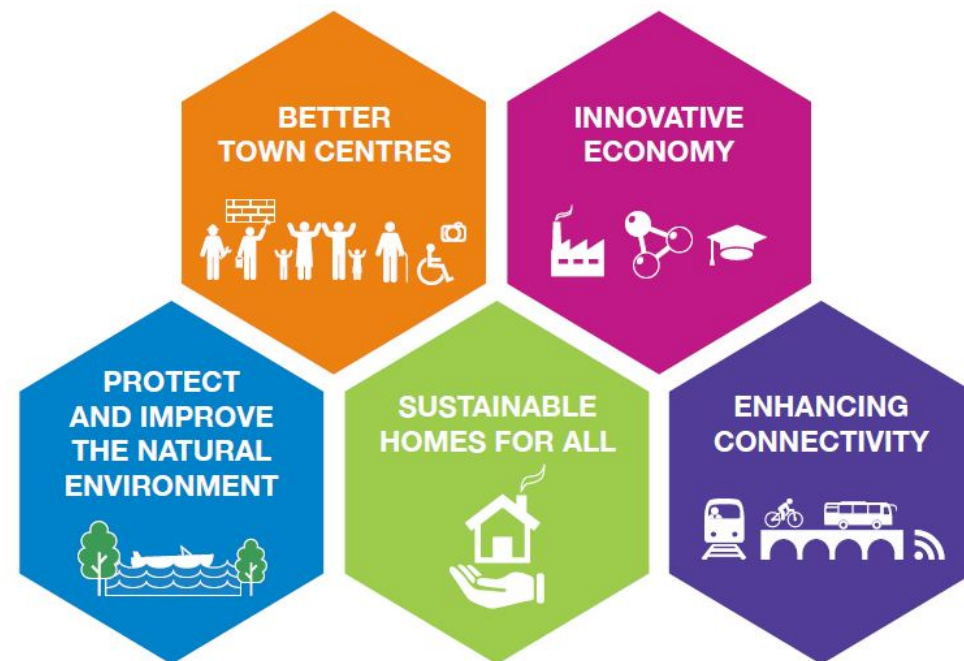 BETTER
TOWN CENTRES
INNOVATIVE
ECONOMY
PROTECT
AND IMPROVE
THE NATURAL
ENVIRONMENT
SUSTAINABLE
HOMES FOR ALL
ENHANCING
CONNECTIVITY